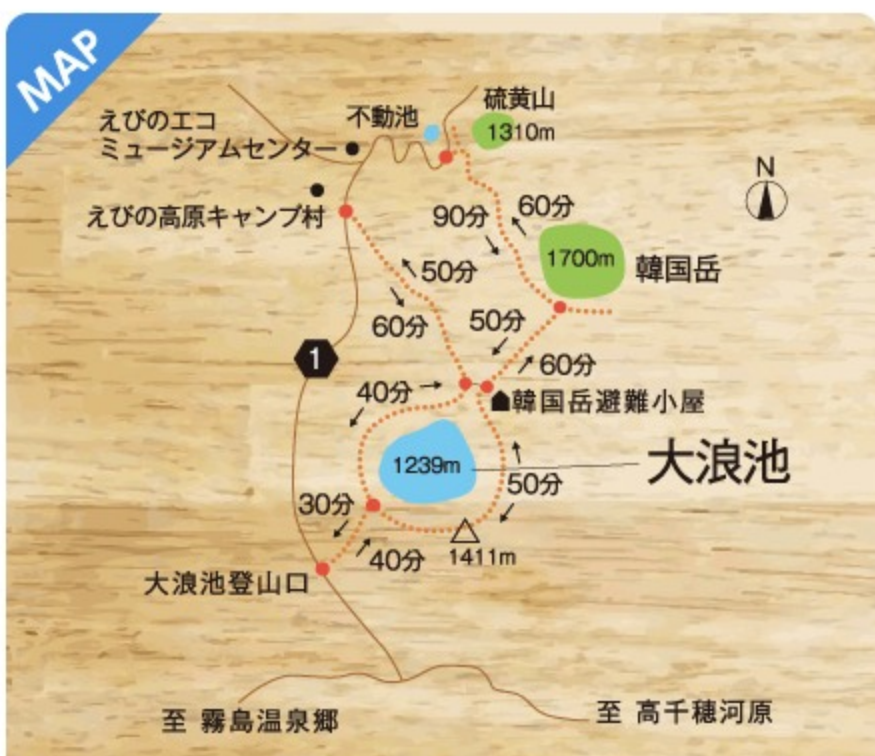 MAP
硫黄山
1310m
不動池
えびのエコ
ミュージアムセンター
えびの高原キャンプ村
N
90分
60分
1700m
韓国岳
50分
60分
50分
60分
1
40分
韓国岳避難小屋
1239m
大浪池
30分
50分
40分
1411m
大浪池登山口
至 霧島温泉郷
至 高千穂河原